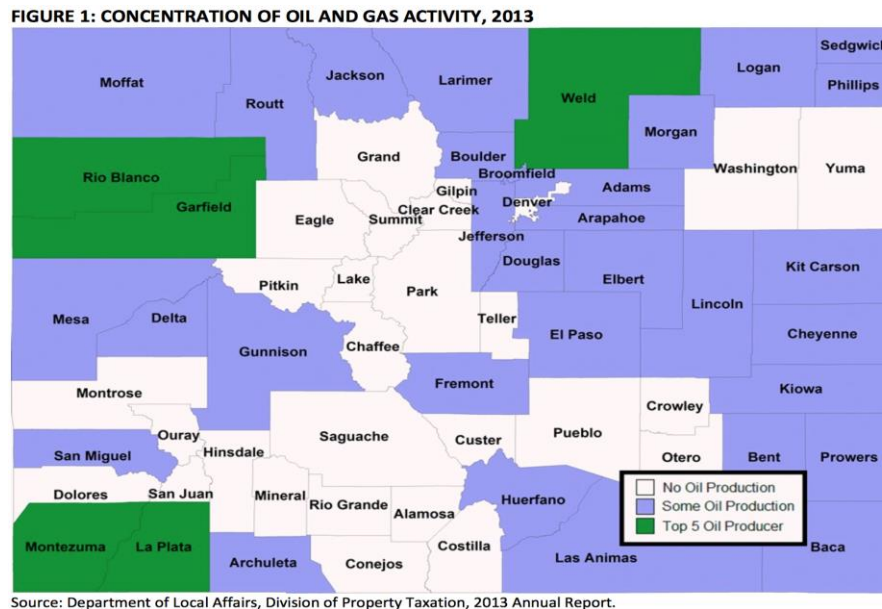 FIGURE 1: CONCENTRATION OF OIL AND GAS ACTIVITY, 2013
Moffat
Routt
Jackson
Larimer
Weld
Logan
Sedgwick
Phillips
Morgan
Washington
Yuma
Rio Blanco
Garfield
Grand
Boulder
Broomfield
Gilpin
Clear Creek
Denver
Adams
Arapahoe
Eagle
Summit
Jefferson
Douglas
Elbert
Kit Carson
Lincoln
Pitkin
Lake
Park
Teller
El Paso
Cheyenne
Mesa
Delta
Gunnison
Chaffee
Fremont
Kiowa
Montrose
Ouray
San Miguel
Hinsdale
Saguache
Custer
Pueblo
Crowley
Otero
Bent
Prowers
Dolores
San Juan
Mineral
Rio Grande
Alamosa
Huerfano
Montezuma
La Plata
Archuleta
Conejos
Costilla
Las Animas
Baca
No Oil Production
Some Oil Production
Top 5 Oil Producer
Source: Department of Local Affairs, Division of Property Taxation, 2013 Annual Report.